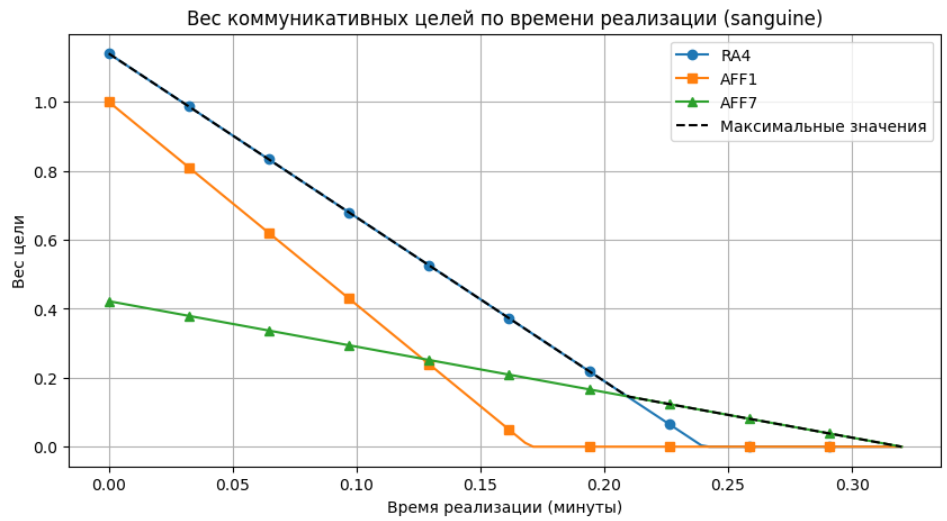 Вес коммуникативных целей по времени реализации (sanguine)
RA4
AFF1
AFF7
Максимальные значения
Вес цели
1.0
0.8
0.6
0.4
0.2
0.0
0.00 0.05 0.10 0.15 0.20 0.25 0.30
Время реализации (минуты)